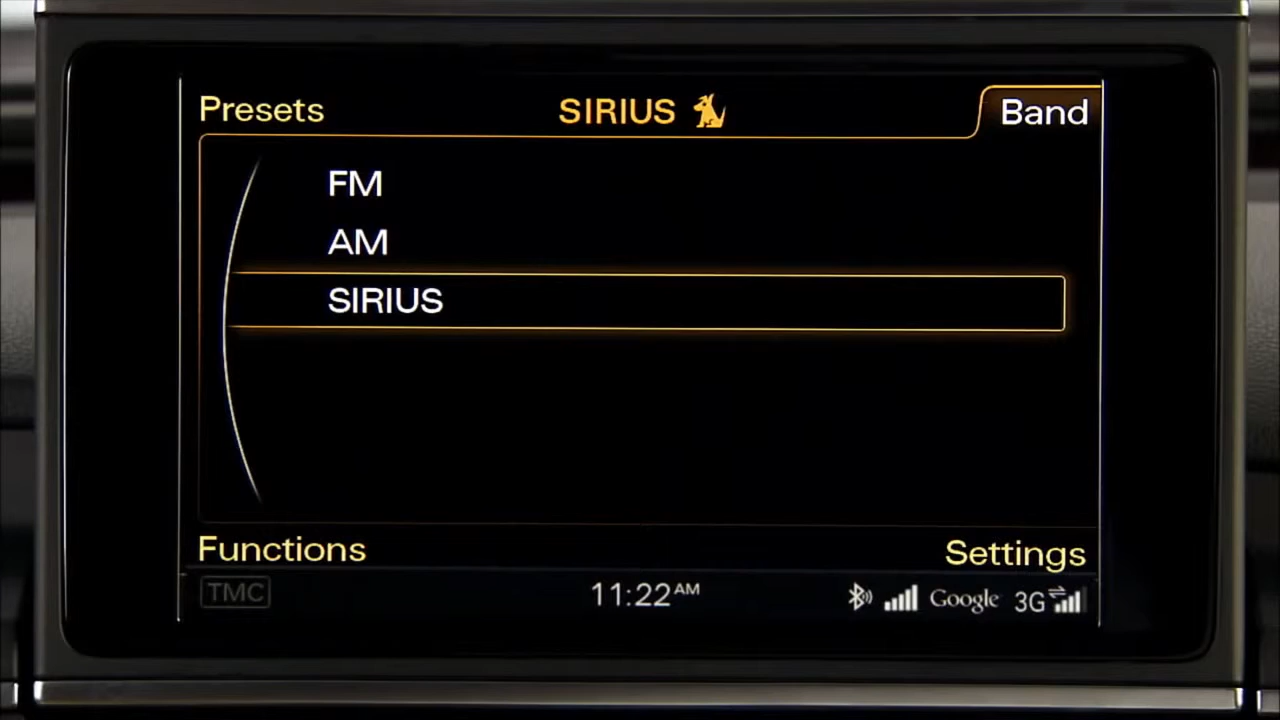 Presets SIRIUS Band
FM
AM
SIRIUS
Functions Settings
TMC 11:22AM Google 3G